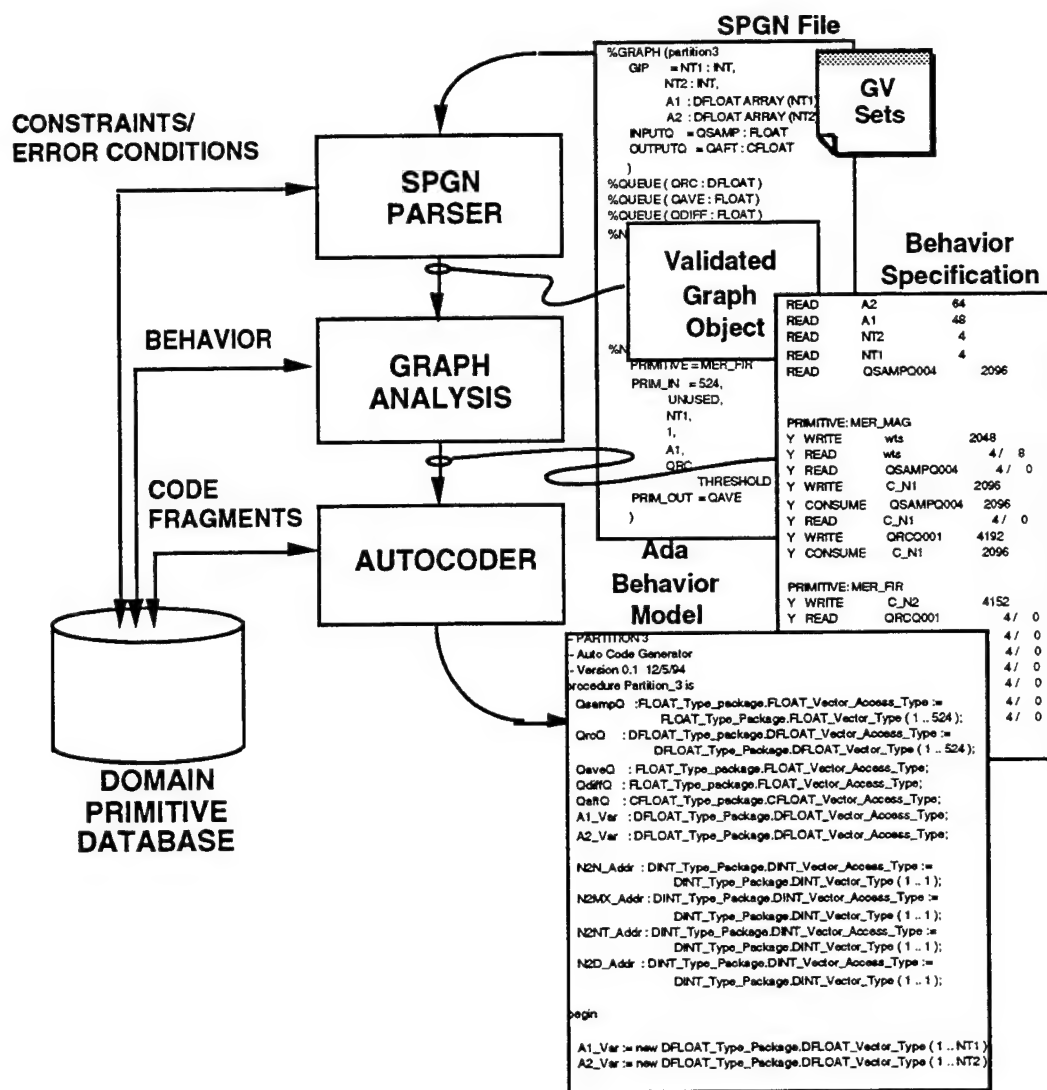 SPGN File
%GRAPH (partition3
GIP = NT1 : INT,
NT2 : INT,
A1 : DFLOAT ARRAY (NT1)
A2 : DFLOAT ARRAY (NT2
INPUTQ = QSAMP : FLOAT
OUTPUTQ = QAFT : CFLOAT
)
%QUEUE ( QRC : DFLOAT )
%QUEUE ( QAVE : FLOAT )
%QUEUE ( QDIFF : FLOAT )
%N
GV
Sets
CONSTRAINTS/
ERROR CONDITIONS
SPGN
PARSER
Validated
Graph
Object
%N
PRIMITIVE = MER_FIR
PRIM_IN = 524,
UNUSED,
NT1,
1,
A1,
QRC
THRESHOLD
PRIM_OUT = QAVE
)
Behavior
Specification
READ A2 64
READ A1 48
READ NT2 4
READ NT1 4
READ QSAMPQ004 2096
PRIMITIVE: MER_MAG
Y WRITE wts 2048
Y READ wts 4 / 8
Y READ QSAMPQ004 4 / 0
Y WRITE C_N1 2096
Y CONSUME QSAMPQ004 2096
Y READ C_N1 4 / 0
Y WRITE QRCQ001 4192
Y CONSUME C_N1 2096
PRIMITIVE: MER_FIR
Y WRITE C_N2 4152
Y READ QRCQ001 4 / 0
4 / 0
4 / 0
4 / 0
4 / 0
4 / 0
4 / 0
BEHAVIOR
GRAPH
ANALYSIS
CODE
FRAGMENTS
AUTOCODER
DOMAIN
PRIMITIVE
DATABASE
Ada
Behavior
Model
- PARTITION 3
- Auto Code Generator
- Version 0.1 12/5/94
procedure Partition_3 is
QsampQ :FLOAT_Type_package.FLOAT_Vector_Access_Type :=
FLOAT_Type_Package.FLOAT_Vector_Type ( 1 .. 524 );
QrcQ : DFLOAT_Type_package.DFLOAT_Vector_Access_Type :=
DFLOAT_Type_Package.DFLOAT_Vector_Type ( 1 .. 524 );
QaveQ : FLOAT_Type_package.FLOAT_Vector_Access_Type;
QdiffQ : FLOAT_Type_package.FLOAT_Vector_Access_Type;
QaftQ : CFLOAT_Type_package.CFLOAT_Vector_Access_Type;
A1_Var : DFLOAT_Type_Package.DFLOAT_Vector_Access_Type;
A2_Var : DFLOAT_Type_Package.DFLOAT_Vector_Access_Type;
N2N_Addr : DINT_Type_Package.DINT_Vector_Access_Type :=
DINT_Type_Package.DINT_Vector_Type ( 1 .. 1 );
N2MX_Addr : DINT_Type_Package.DINT_Vector_Access_Type :=
DINT_Type_Package.DINT_Vector_Type ( 1 .. 1 );
N2NT_Addr : DINT_Type_Package.DINT_Vector_Access_Type :=
DINT_Type_Package.DINT_Vector_Type ( 1 .. 1 );
N2D_Addr : DINT_Type_Package.DINT_Vector_Access_Type :=
DINT_Type_Package.DINT_Vector_Type ( 1 .. 1 );
begin
A1_Var := new DFLOAT_Type_Package.DFLOAT_Vector_Type ( 1 .. NT1 )
A2_Var := new DFLOAT_Type_Package.DFLOAT_Vector_Type ( 1 .. NT2 )